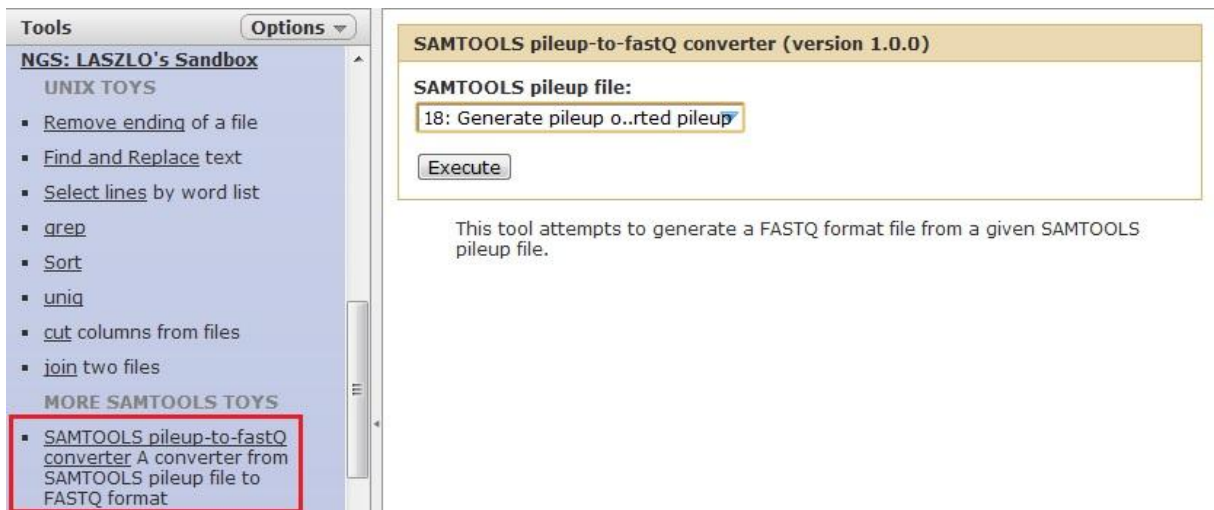 Tools
Options
NGS: LASZLO's Sandbox
UNIX TOYS
Remove ending of a file
Find and Replace text
Select lines by word list
grep
Sort
uniq
cut columns from files
join two files
MORE SAMTOOLS TOYS
SAMTOOLS pileup-to-fastQ
converter A converter from
SAMTOOLS pileup file to
FASTQ format
SAMTOOLS pileup-to-fastQ converter (version 1.0.0)
SAMTOOLS pileup file:
18: Generate pileup o..rted pileup
Execute
This tool attempts to generate a FASTQ format file from a given SAMTOOLS
pileup file.